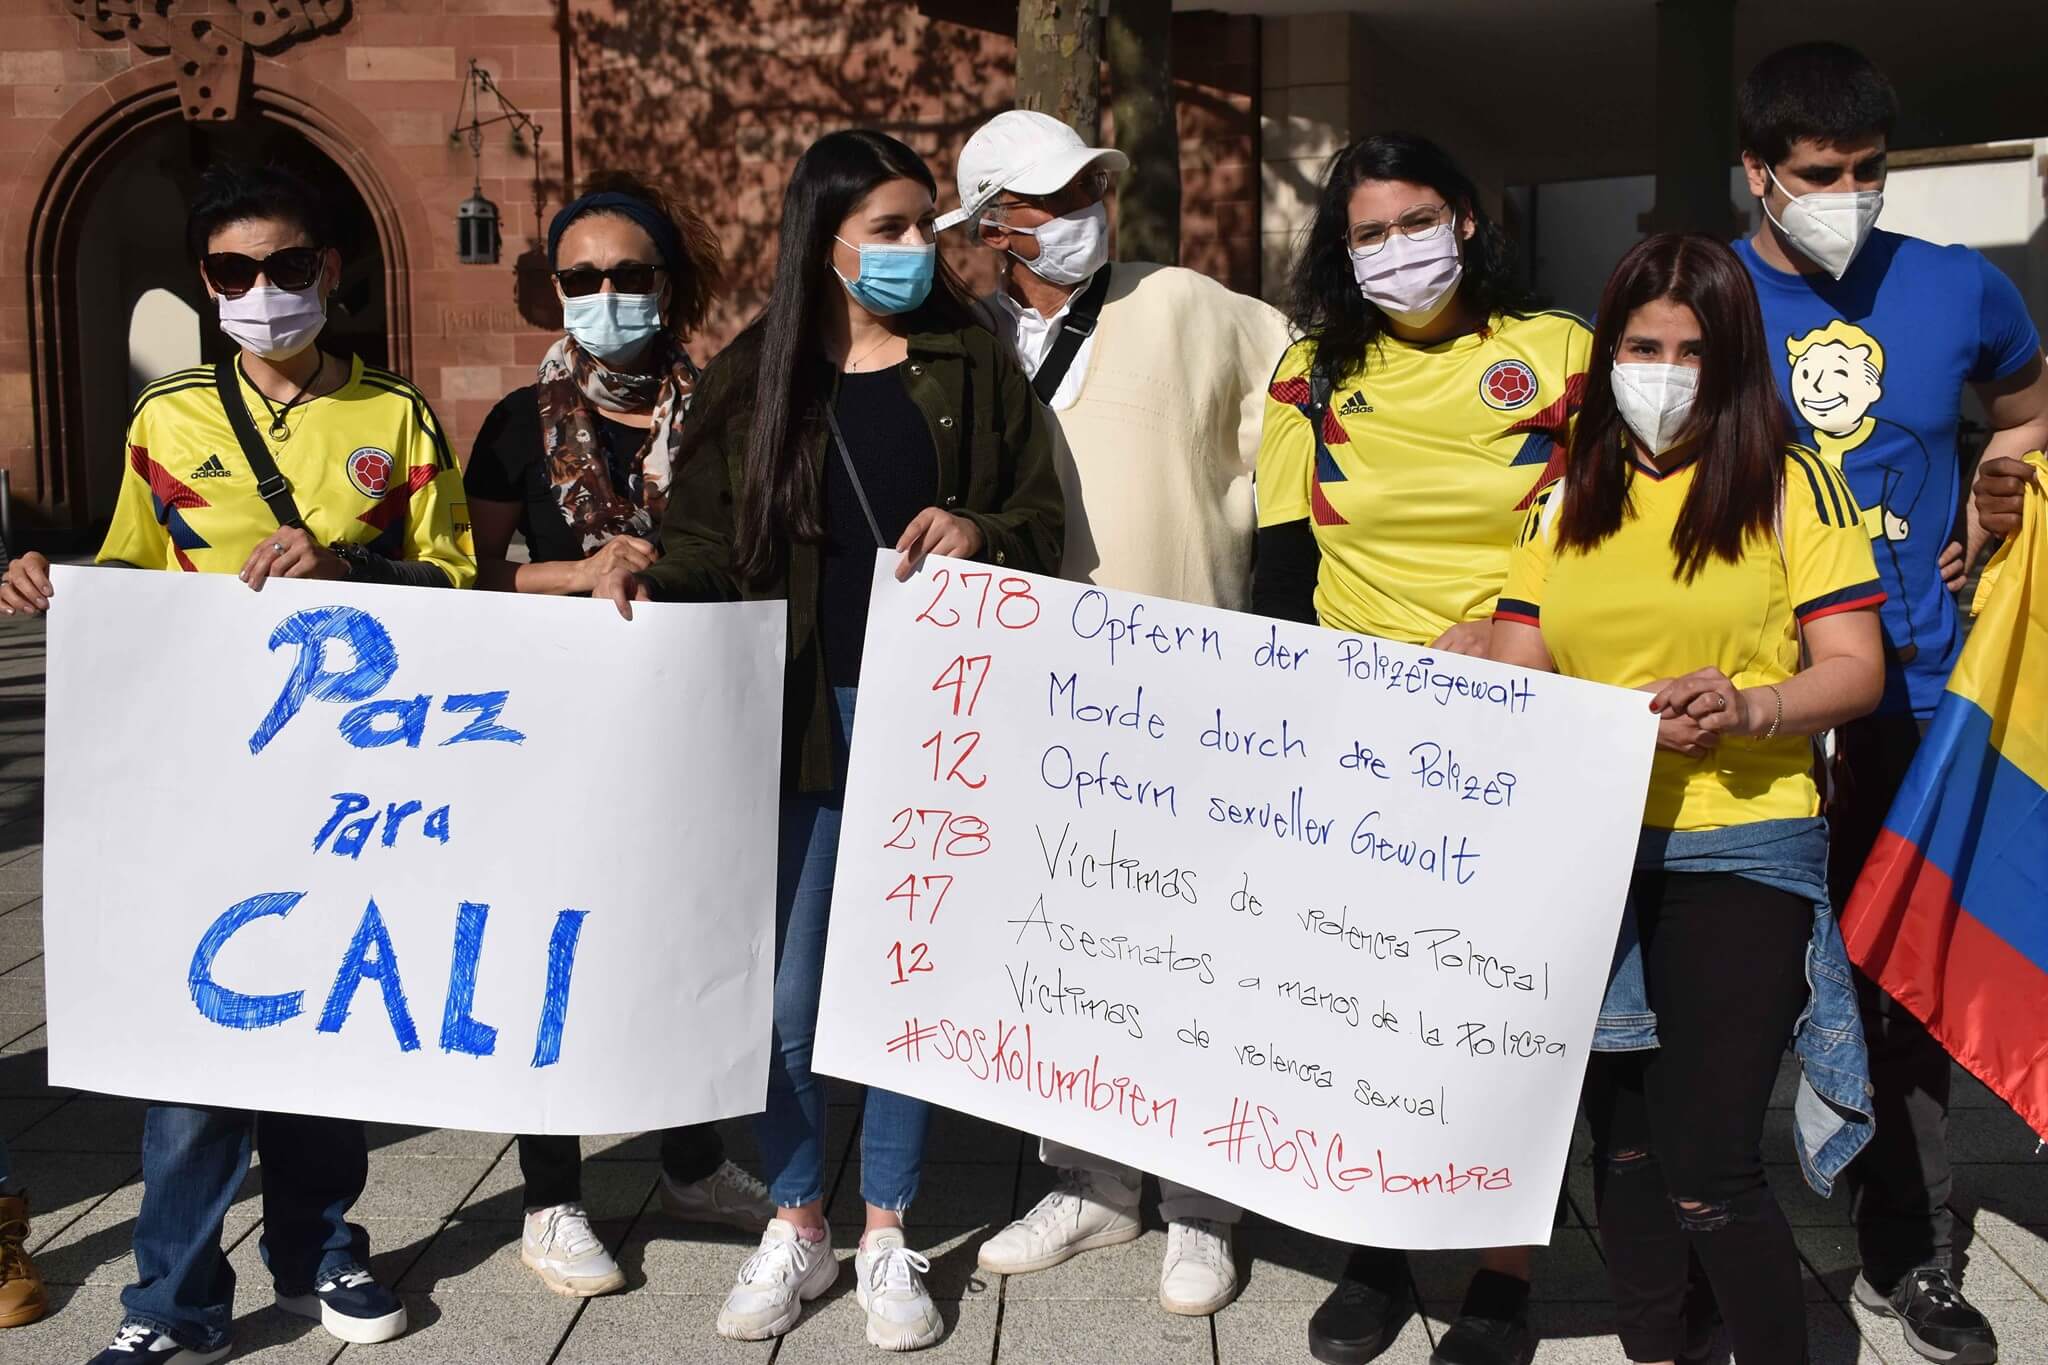 Paz
Para
CALI
278 Opfern der Polizeigewalt
47 Morde durch die Polizei
12 Opfern sexueller Gewalt
278 Víctimas de violencia Policial
47 Asesinatos a manos de la Policia
12 Víctimas de violencia sexual.
#SOSKolumbien #SOSColombia
adidas
adidas